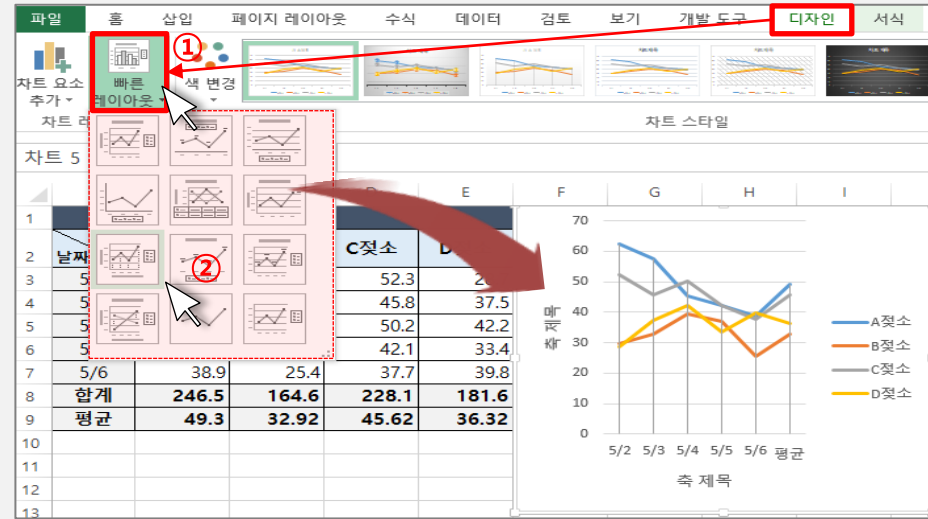 파일 홈 삽입 페이지 레이아웃 수식 데이터 검토 보기 개발 도구 디자인 서식
①
차트 요소 추가
빠른 레이아웃
색 변경
차트 스타일
차트 5
E F G H I
1
2 날짜 C젖소
3 52.3
4 45.8 37.5
5 50.2 42.2
6 42.1 33.4
7 5/6 38.9 25.4 37.7 39.8
8 합계 246.5 164.6 228.1 181.6
9 평균 49.3 32.92 45.62 36.32
10
11
12
13
②
70
60
50
40
30
20
10
0
축 제목
5/2 5/3 5/4 5/5 5/6 평균
축 제목
A젖소
B젖소
C젖소
D젖소